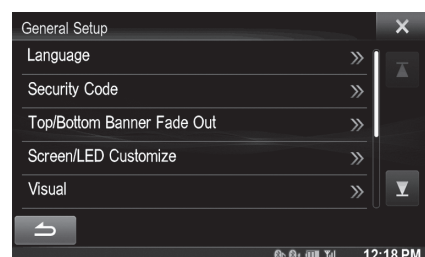 General Setup
Language
Security Code
Top/Bottom Banner Fade Out
Screen/LED Customize
Visual
12:18 PM